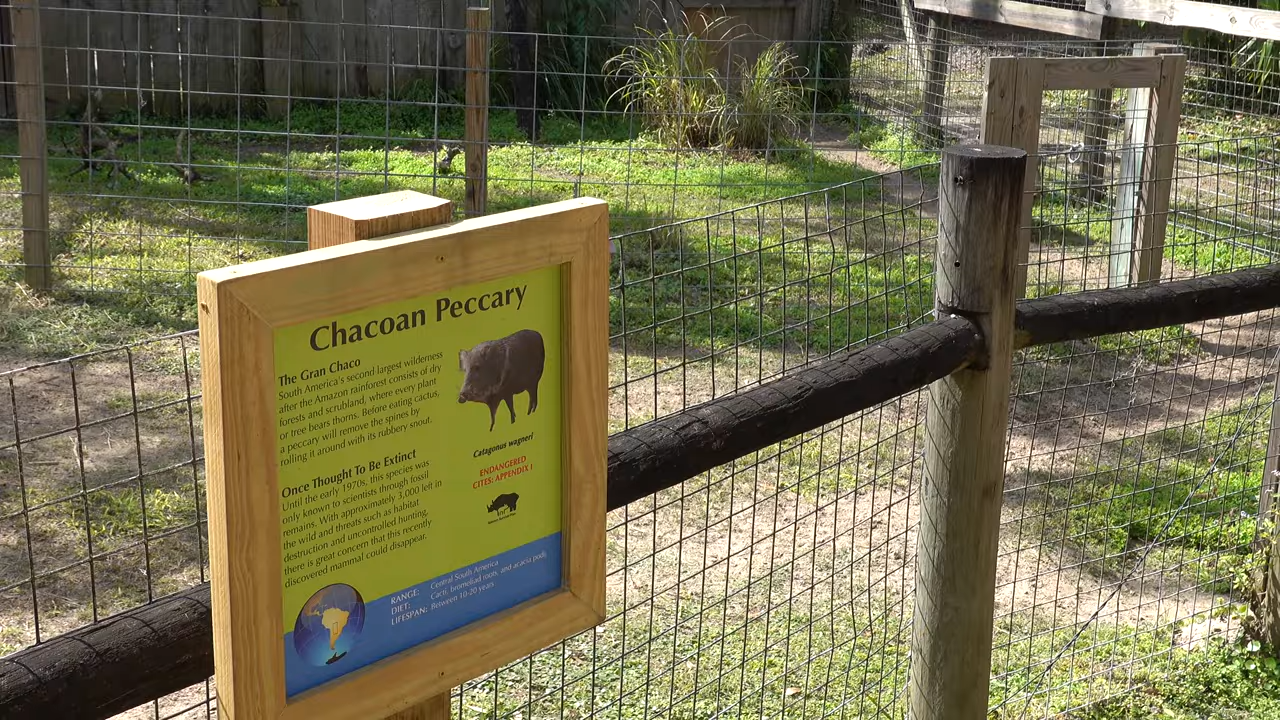 Chacoan Peccary
The Gran Chaco
South America's second-largest wilderness
after the Amazon rainforest consists of dry
forests and scrubland, where every plant
or tree bears thorns. Before eating cactus,
a peccary will remove the spines by
rolling it around with its rubbery snout.
Once Thought To Be Extinct
Until the early 1970s, this species was
only known to scientists through fossil
remains. With approximately 3,000 left in
the wild and threats such as habitat
destruction and uncontrolled hunting,
there is great concern that this recently
discovered mammal could disappear.
Catagonus wagneri
ENDANGERED
CITES: APPENDIX I
RANGE: Central South America
DIET: Cacti, bromeliad roots, and acacia pods
LIFESPAN: Between 10-20 years